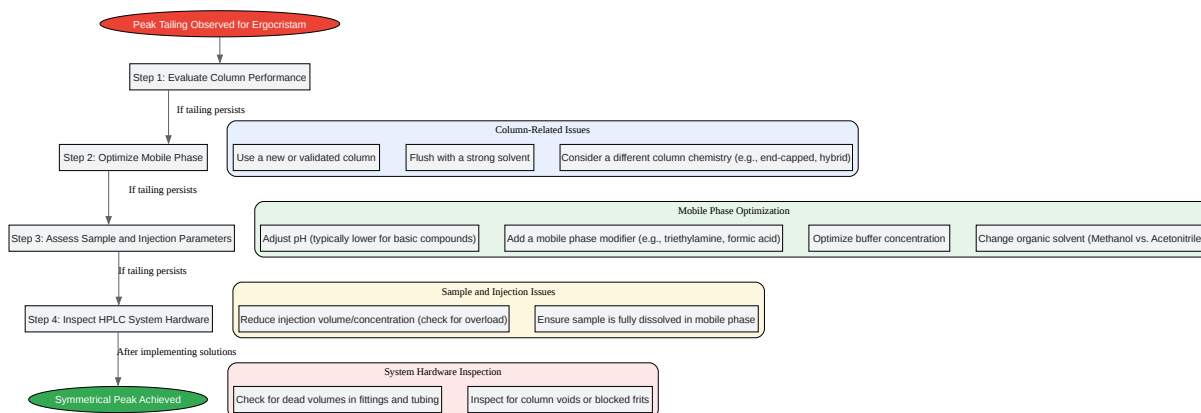 Peak Tailing Observed for Ergocristam
Step 1: Evaluate Column Performance
If tailing persists
Column-Related Issues
Step 2: Optimize Mobile Phase
Use a new or validated column
Flush with a strong solvent
Consider a different column chemistry (e.g., end-capped, hybrid)
If tailing persists
Mobile Phase Optimization
Step 3: Assess Sample and Injection Parameters
Adjust pH (typically lower for basic compounds)
Add a mobile phase modifier (e.g., triethylamine, formic acid)
Optimize buffer concentration
Change organic solvent (Methanol vs. Acetonitrile
If tailing persists
Sample and Injection Issues
Step 4: Inspect HPLC System Hardware
Reduce injection volume/concentration (check for overload)
Ensure sample is fully dissolved in mobile phase
After implementing solutions
System Hardware Inspection
Symmetrical Peak Achieved
Check for dead volumes in fittings and tubing
Inspect for column voids or blocked frits